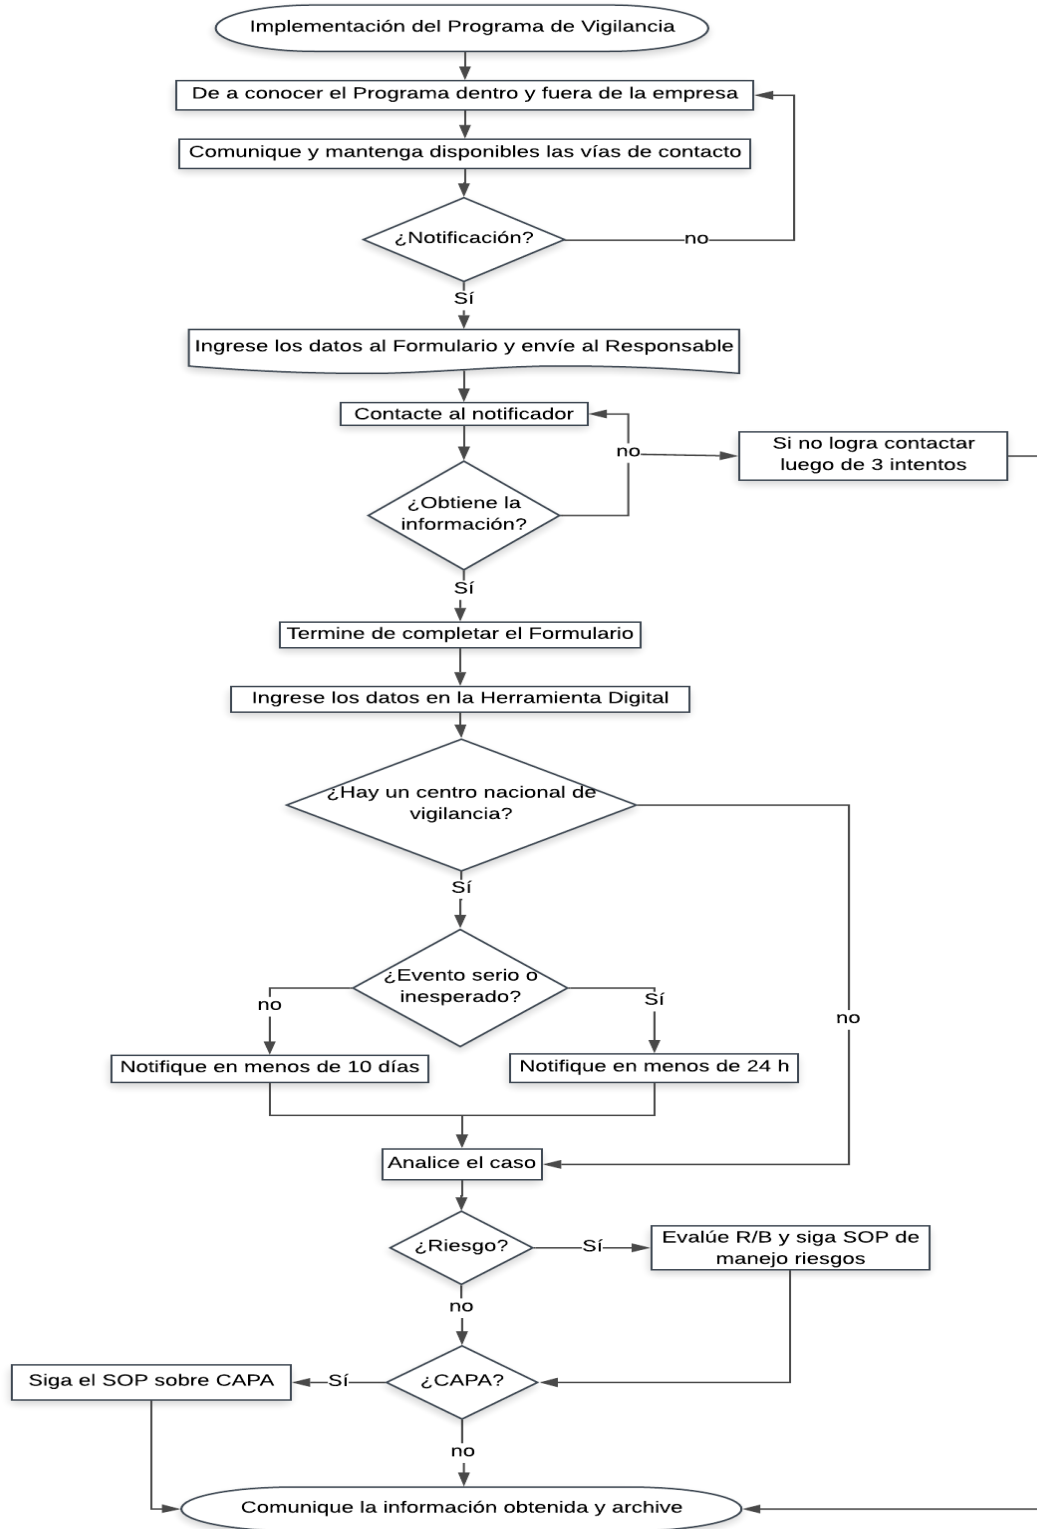 Implementación del Programa de Vigilancia
De a conocer el Programa dentro y fuera de la empresa
Comunique y mantenga disponibles las vías de contacto
¿Notificación?
no
Sí
Ingrese los datos al Formulario y envíe al Responsable
Contacte al notificador
no
Si no logra contactar
luego de 3 intentos
¿Obtiene la
información?
Sí
Termine de completar el Formulario
Ingrese los datos en la Herramienta Digital
¿Hay un centro nacional de
vigilancia?
Sí
no
¿Evento serio o
inesperado?
no
Sí
Notifique en menos de 10 días
Notifique en menos de 24 h
Analice el caso
¿Riesgo?
Sí
Evalúe R/B y siga SOP de
manejo riesgos
no
¿CAPA?
Sí
Siga el SOP sobre CAPA
no
Comunique la información obtenida y archive